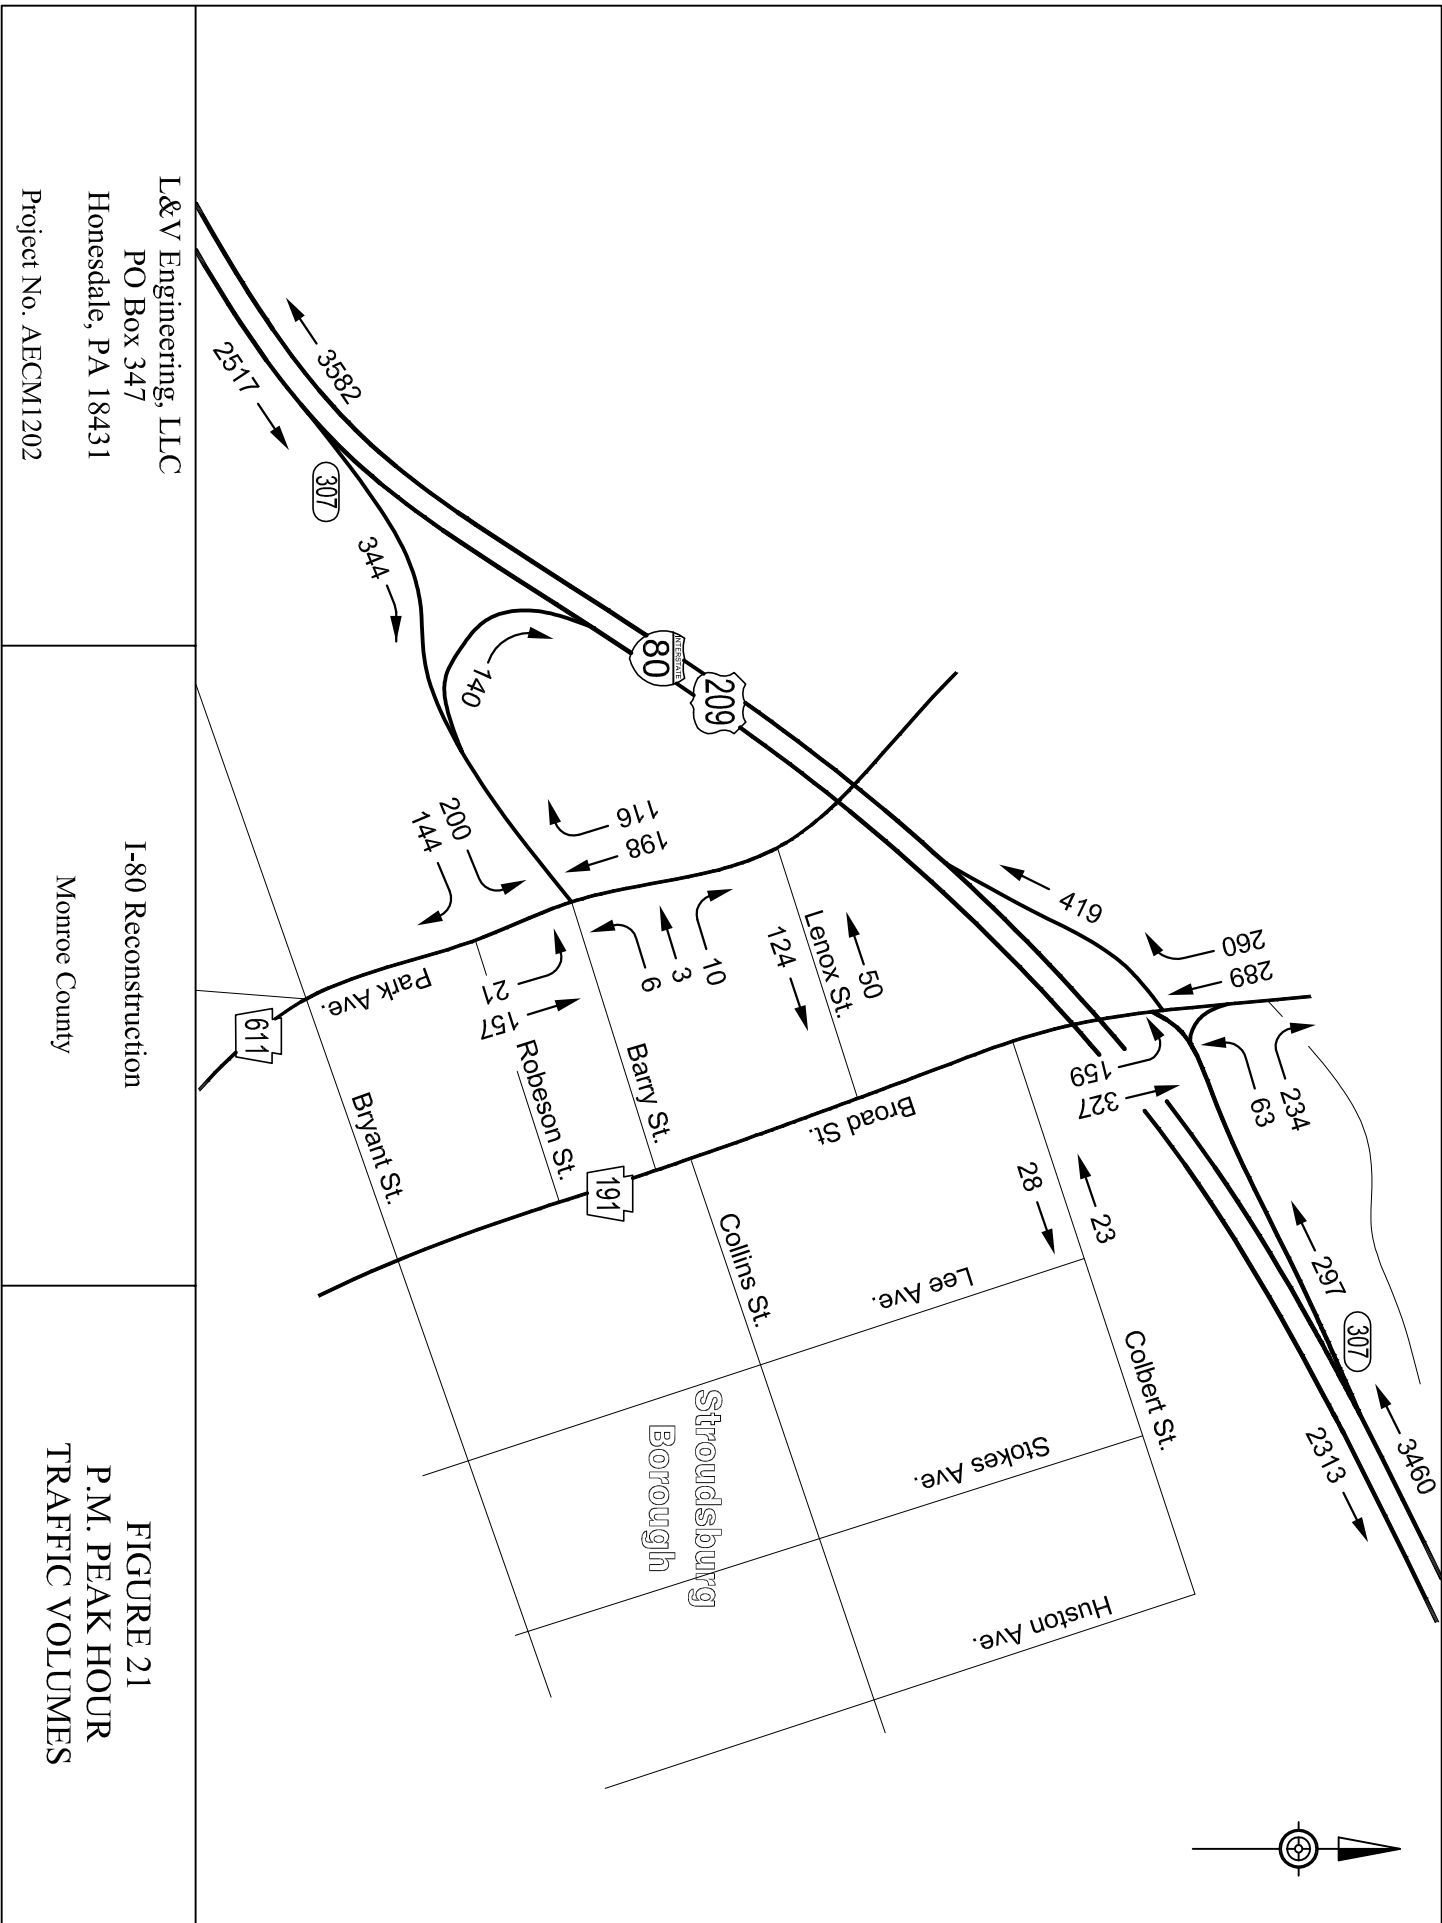 3460
2313
307
297
234
63
260
289
419
159
327
23
28
Colbert St.
Huston Ave.
Stokes Ave.
Lee Ave.
Broad St.
50
Lenox St.
124
10
3
6
116
198
INTERSTATE
80
209
Stroudsburg
Borough
Collins St.
Barry St.
191
Robeson St.
21
157
200
144
140
Park Ave.
Bryant St.
611
3582
2517
307
344
L&V Engineering, LLC
PO Box 347
Honesdale, PA 18431
Project No. AECM1202
I-80 Reconstruction
Monroe County
FIGURE 21
P.M. PEAK HOUR
TRAFFIC VOLUMES